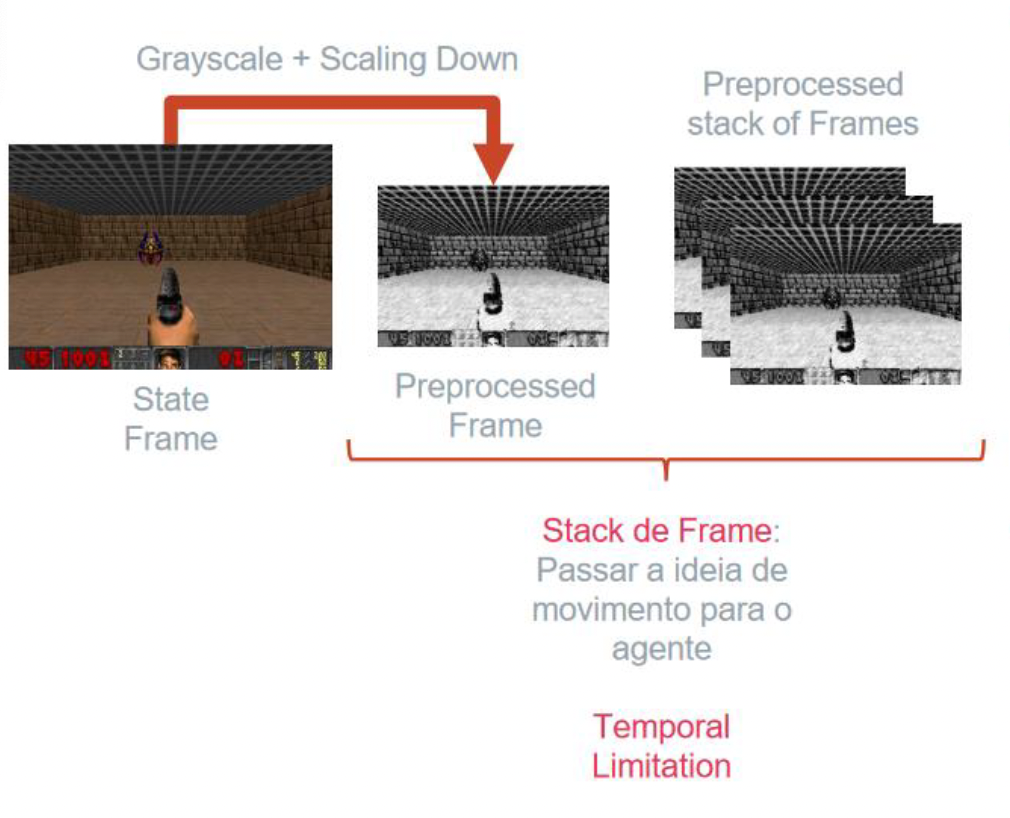 Grayscale + Scaling Down
Preprocessed
stack of Frames
State
Frame
Preprocessed
Frame
Stack de Frame:
Passar a ideia de
movimento para o
agente
Temporal
Limitation